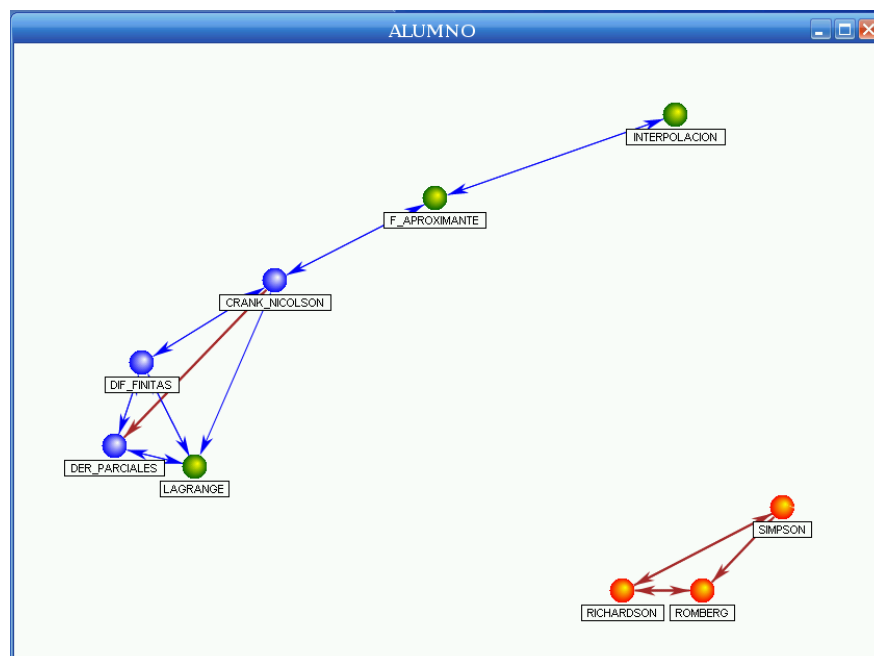 ALUMNO
INTERPOLACION
F_APROXIMANTE
CRANK_NICOLSON
DIF_FINITAS
DER_PARCIALES
LAGRANGE
SIMPSON
RICHARDSON
ROMBERG